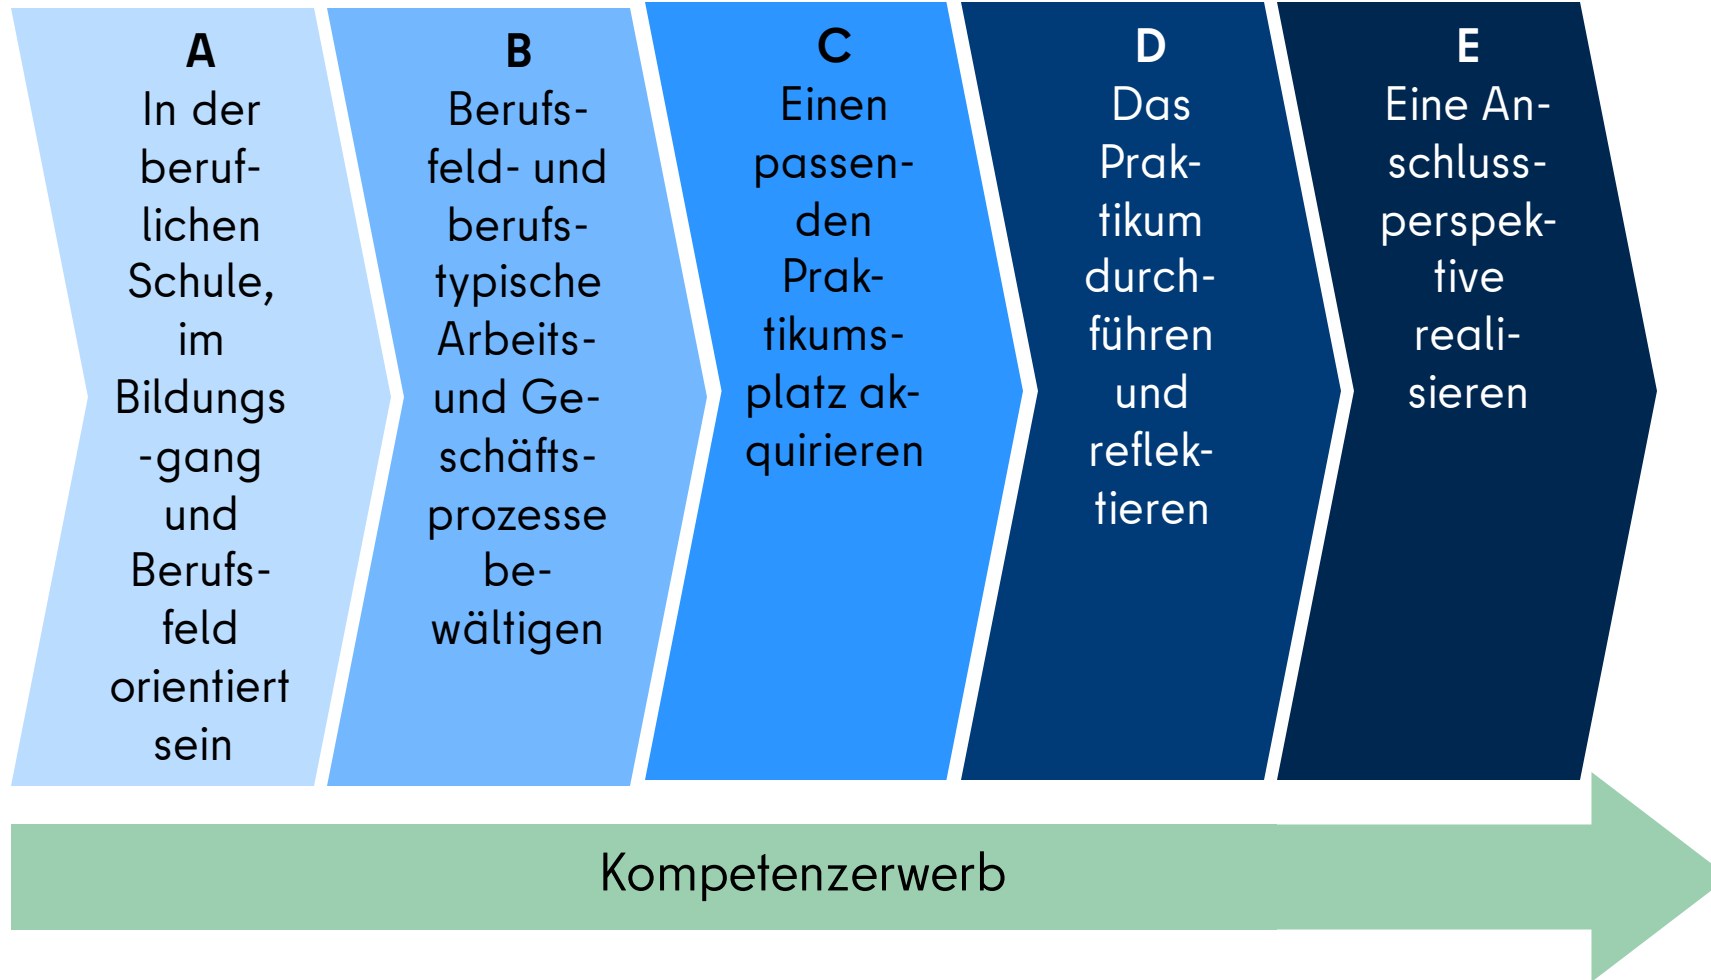 A
In der
beruf-
lichen
Schule,
im
Bildungs
-gang
und
Berufs-
feld
orientiert
sein
B
Berufs-
feld- und
berufs-
typische
Arbeits-
und Ge-
schäfts-
prozesse
be-
wältigen
C
Einen
passen-
den
Prak-
tikums-
platz ak-
quirieren
D
Das
Prak-
tikum
durch-
führen
und
reflek-
tieren
E
Eine An-
schluss-
perspek-
tive
reali-
sieren
Kompetenzerwerb